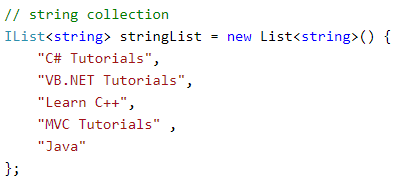 // string collection
IList<string> stringList = new List<string>() {
    "C# Tutorials",
    "VB.NET Tutorials",
    "Learn C++",
    "MVC Tutorials" ,
    "Java"
};